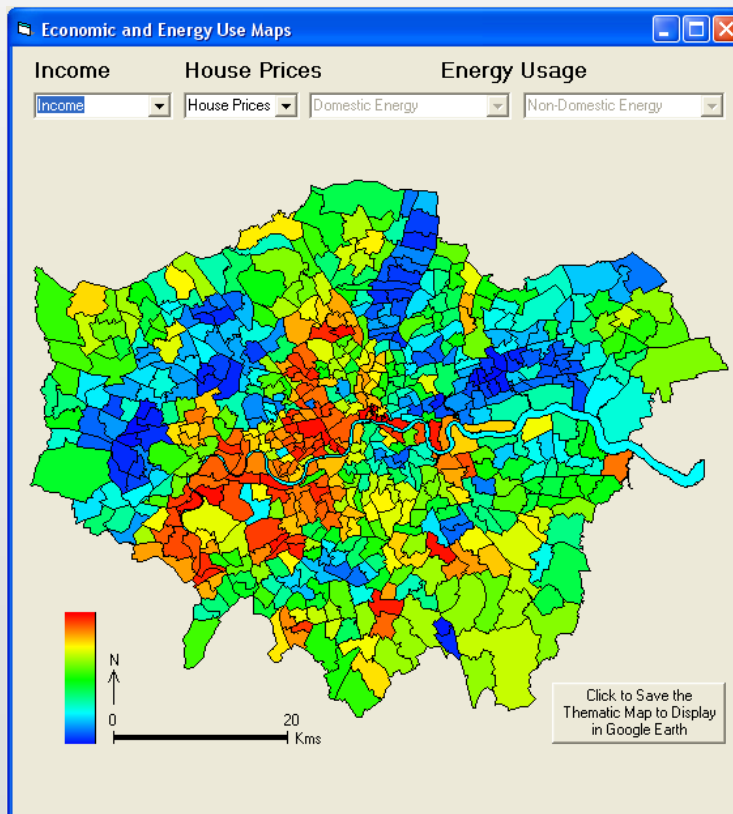 Economic and Energy Use Maps
Income House Prices Energy Usage
Income House Prices Domestic Energy Non-Domestic Energy
N
0 20
Kms
Click to Save the
Thematic Map to Display
in Google Earth